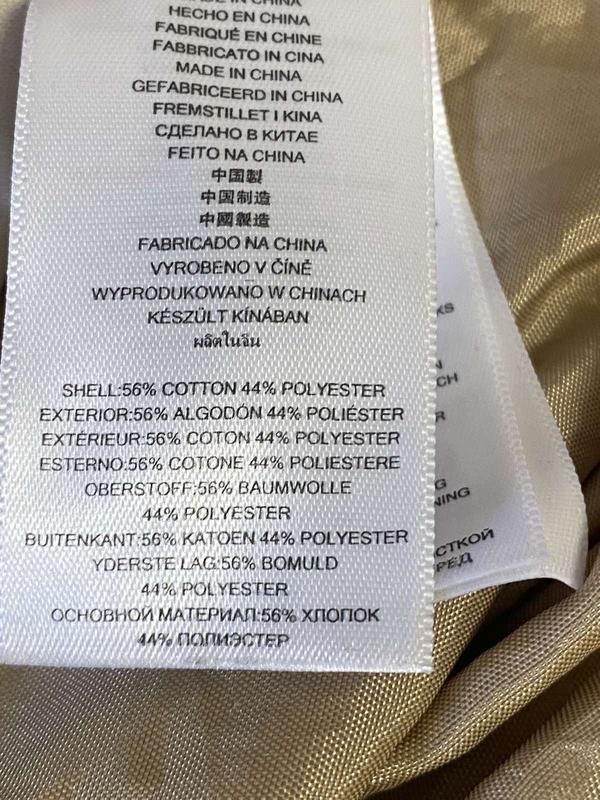 MADE IN CHINA
HECHO EN CHINA
FABRIQUÉ EN CHINE
FABBRICATO IN CINA
MADE IN CHINA
GEFABRICEERD IN CHINA
FREMSTILLET I KINA
СДЕЛАНО В КИТАЕ
FEITO NA CHINA
中国製
中国制造
中國製造
FABRICADO NA CHINA
VYROBENO V ČÍNĚ
WYPRODUKOWANO W CHINACH
KÉSZÜLT KÍNÁBAN
ผลิตในจีน
SHELL:56% COTTON 44% POLYESTER
EXTERIOR:56% ALGODÓN 44% POLIÉSTER
EXTÉRIEUR:56% COTON 44% POLYESTER
ESTERNO:56% COTONE 44% POLIESTERE
OBERSTOFF:56% BAUMWOLLE
44% POLYESTER
BUITENKANT:56% KATOEN 44% POLYESTER
YDERSTE LAG:56% BOMULD
44% POLYESTER
ОСНОВНОЙ МАТЕРИАЛ:56% ХЛОПОК
44% ПОЛИЭСТЕР